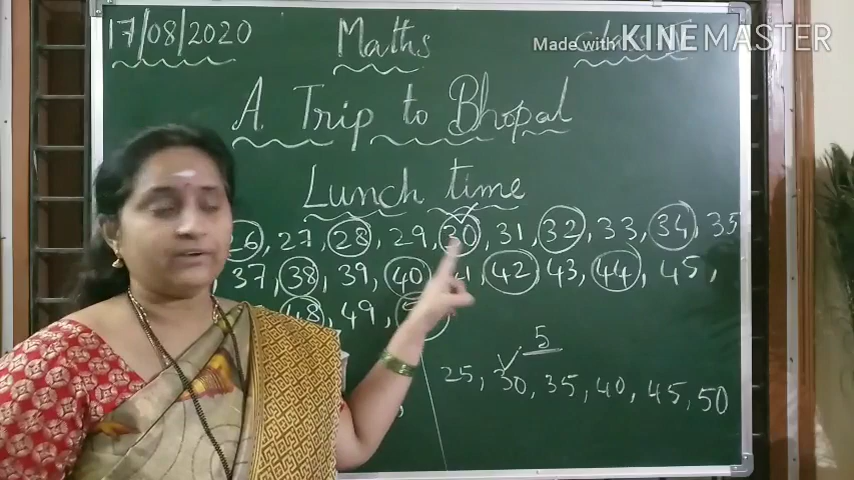 17/08/2020 Maths
Made with KINEMASTER
A Trip to Bhopal
Lunch time
26, 27, 28, 29, 30, 31, 32, 33, 34, 35
37, 38, 39, 40, 41, 42, 43, 44, 45,
48, 49,
5
25, 30, 35, 40, 45, 50